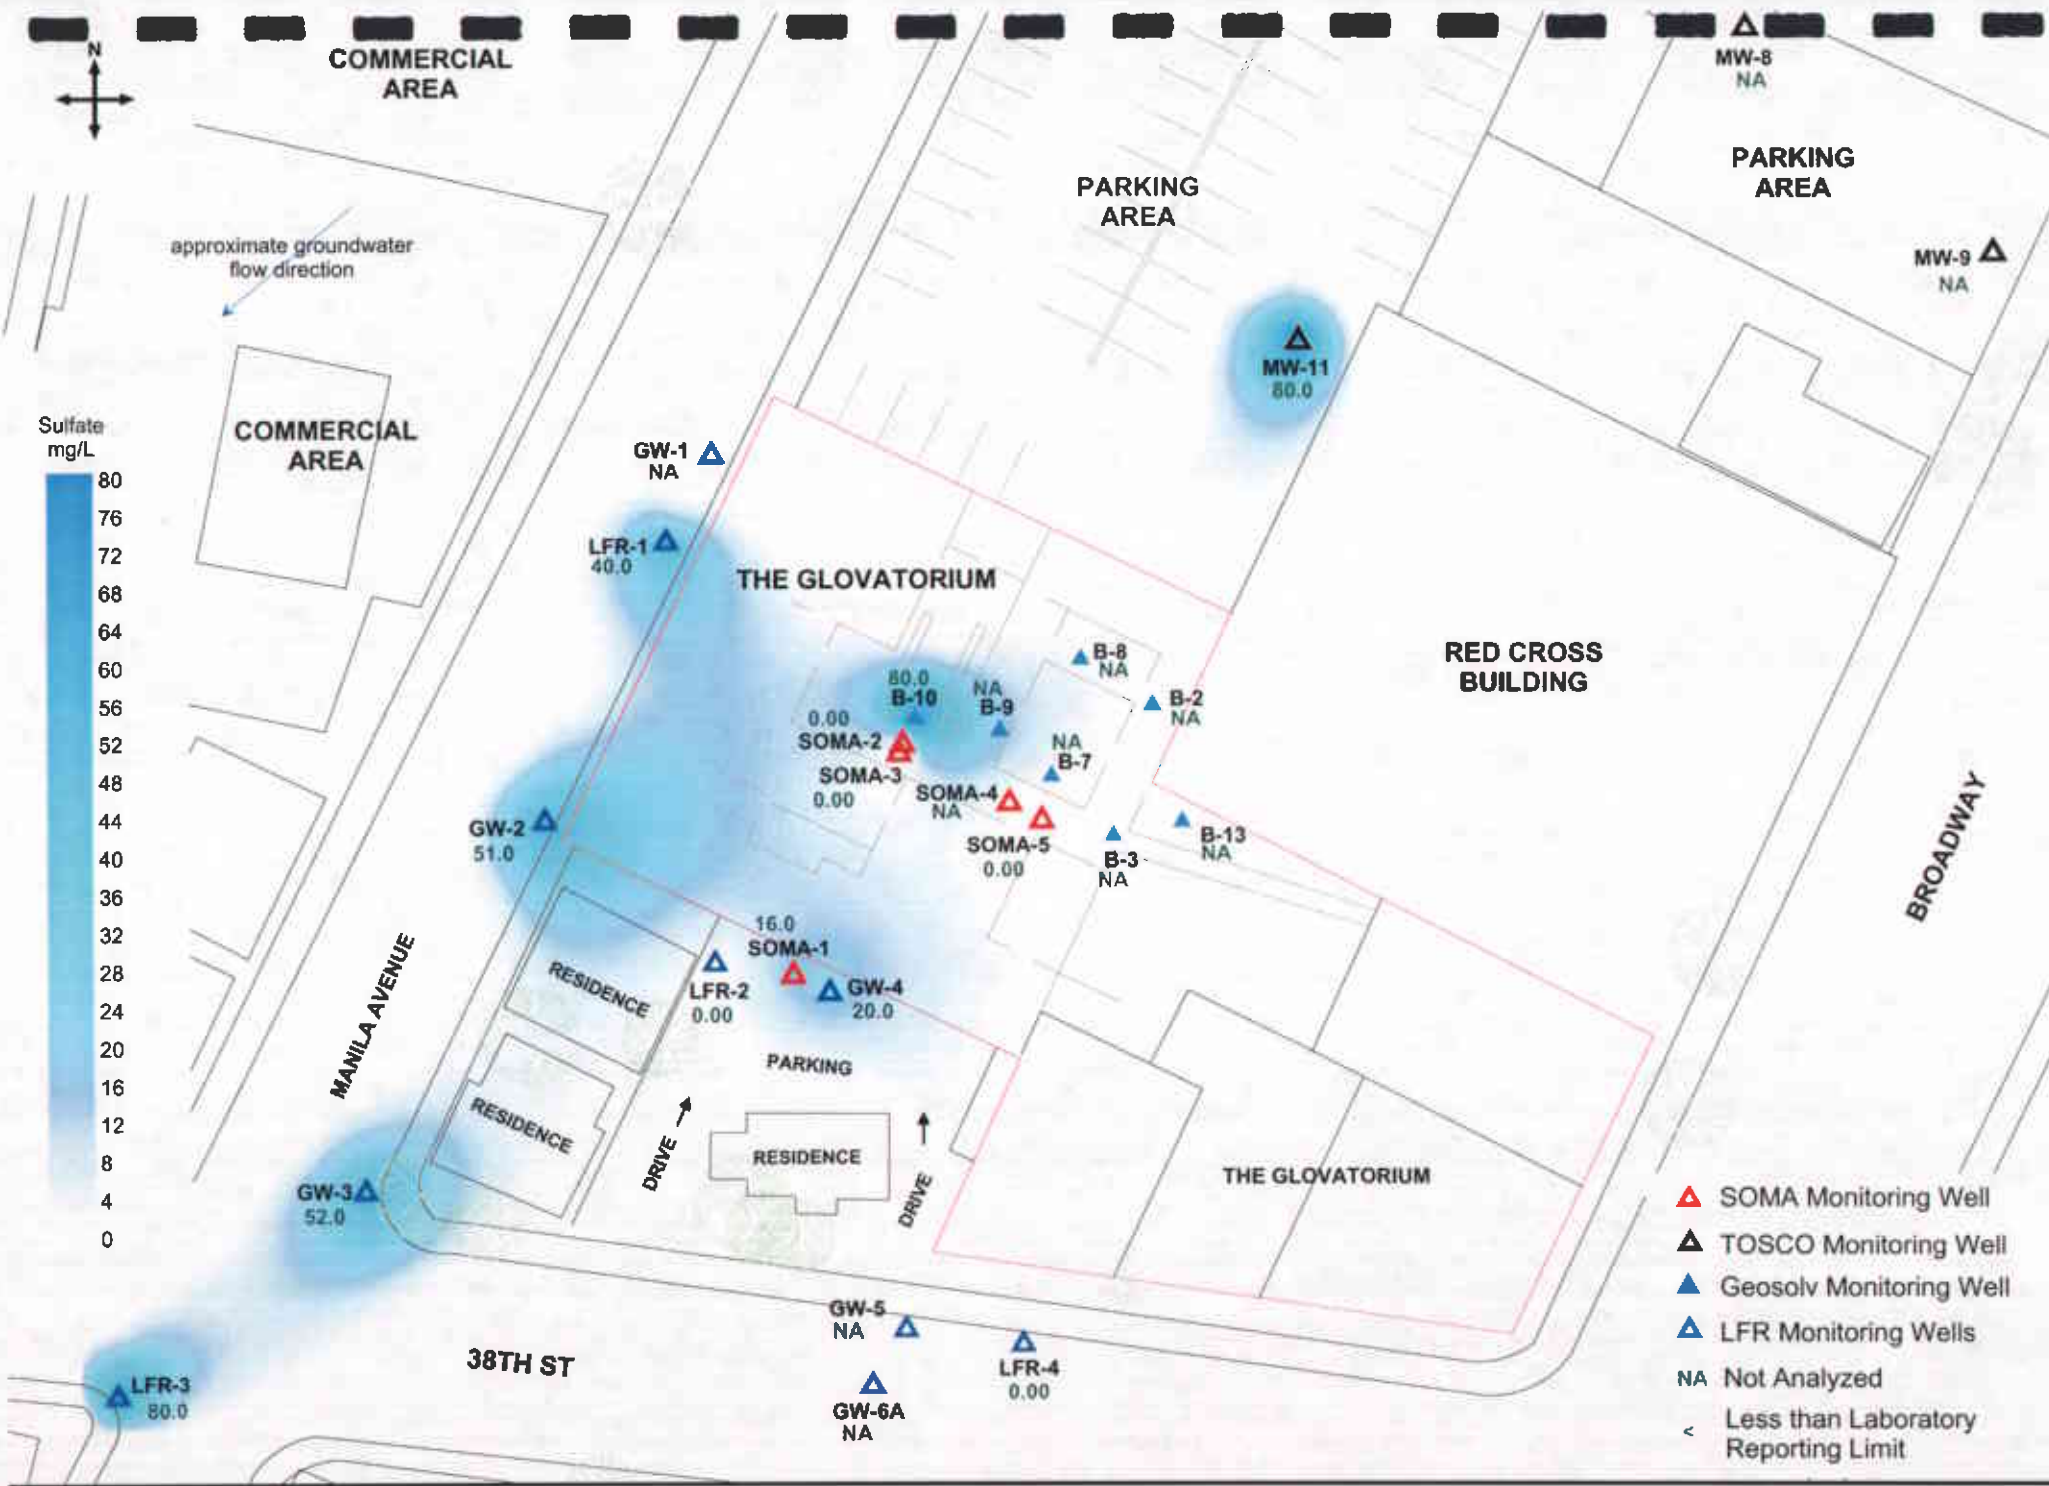 N
COMMERCIAL
AREA
MW-8
NA
PARKING
AREA
PARKING
AREA
approximate groundwater
flow direction
MW-9
NA
MW-11
80.0
Sulfate
mg/L
80
76
72
68
64
60
56
52
48
44
40
36
32
28
24
20
16
12
8
4
0
COMMERCIAL
AREA
GW-1
NA
LFR-1
40.0
THE GLOVATORIUM
RED CROSS
BUILDING
B-8
NA
80.0
B-10
NA
B-9
B-2
NA
0.00
SOMA-2
SOMA-3
0.00
NA
B-7
SOMA-4
NA
SOMA-5
0.00
B-3
NA
B-13
NA
GW-2
51.0
BROADWAY
MANILA AVENUE
16.0
SOMA-1
RESIDENCE
LFR-2
0.00
GW-4
20.0
PARKING
RESIDENCE
DRIVE
RESIDENCE
DRIVE
THE GLOVATORIUM
GW-3
52.0
GW-5
NA
38TH ST
LFR-4
0.00
LFR-3
80.0
GW-6A
NA
SOMA Monitoring Well
TOSCO Monitoring Well
Geosolv Monitoring Well
LFR Monitoring Wells
NA Not Analyzed
< Less than Laboratory
Reporting Limit